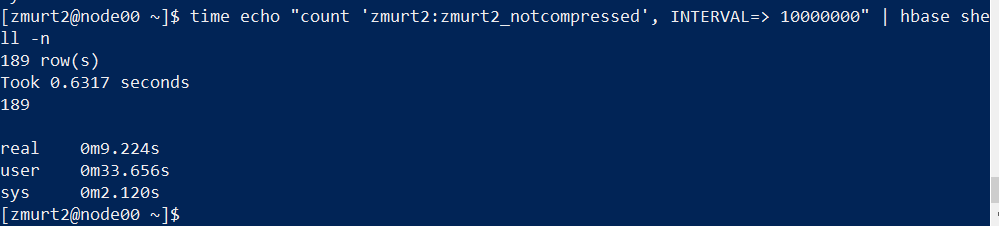 [zmurt2@node00 ~]$ time echo "count 'zmurt2:zmurt2_notcompressed', INTERVAL=> 10000000" | hbase she
ll -n
189 row(s)
Took 0.6317 seconds
189
real    0m9.224s
user    0m33.656s
sys     0m2.120s
[zmurt2@node00 ~]$